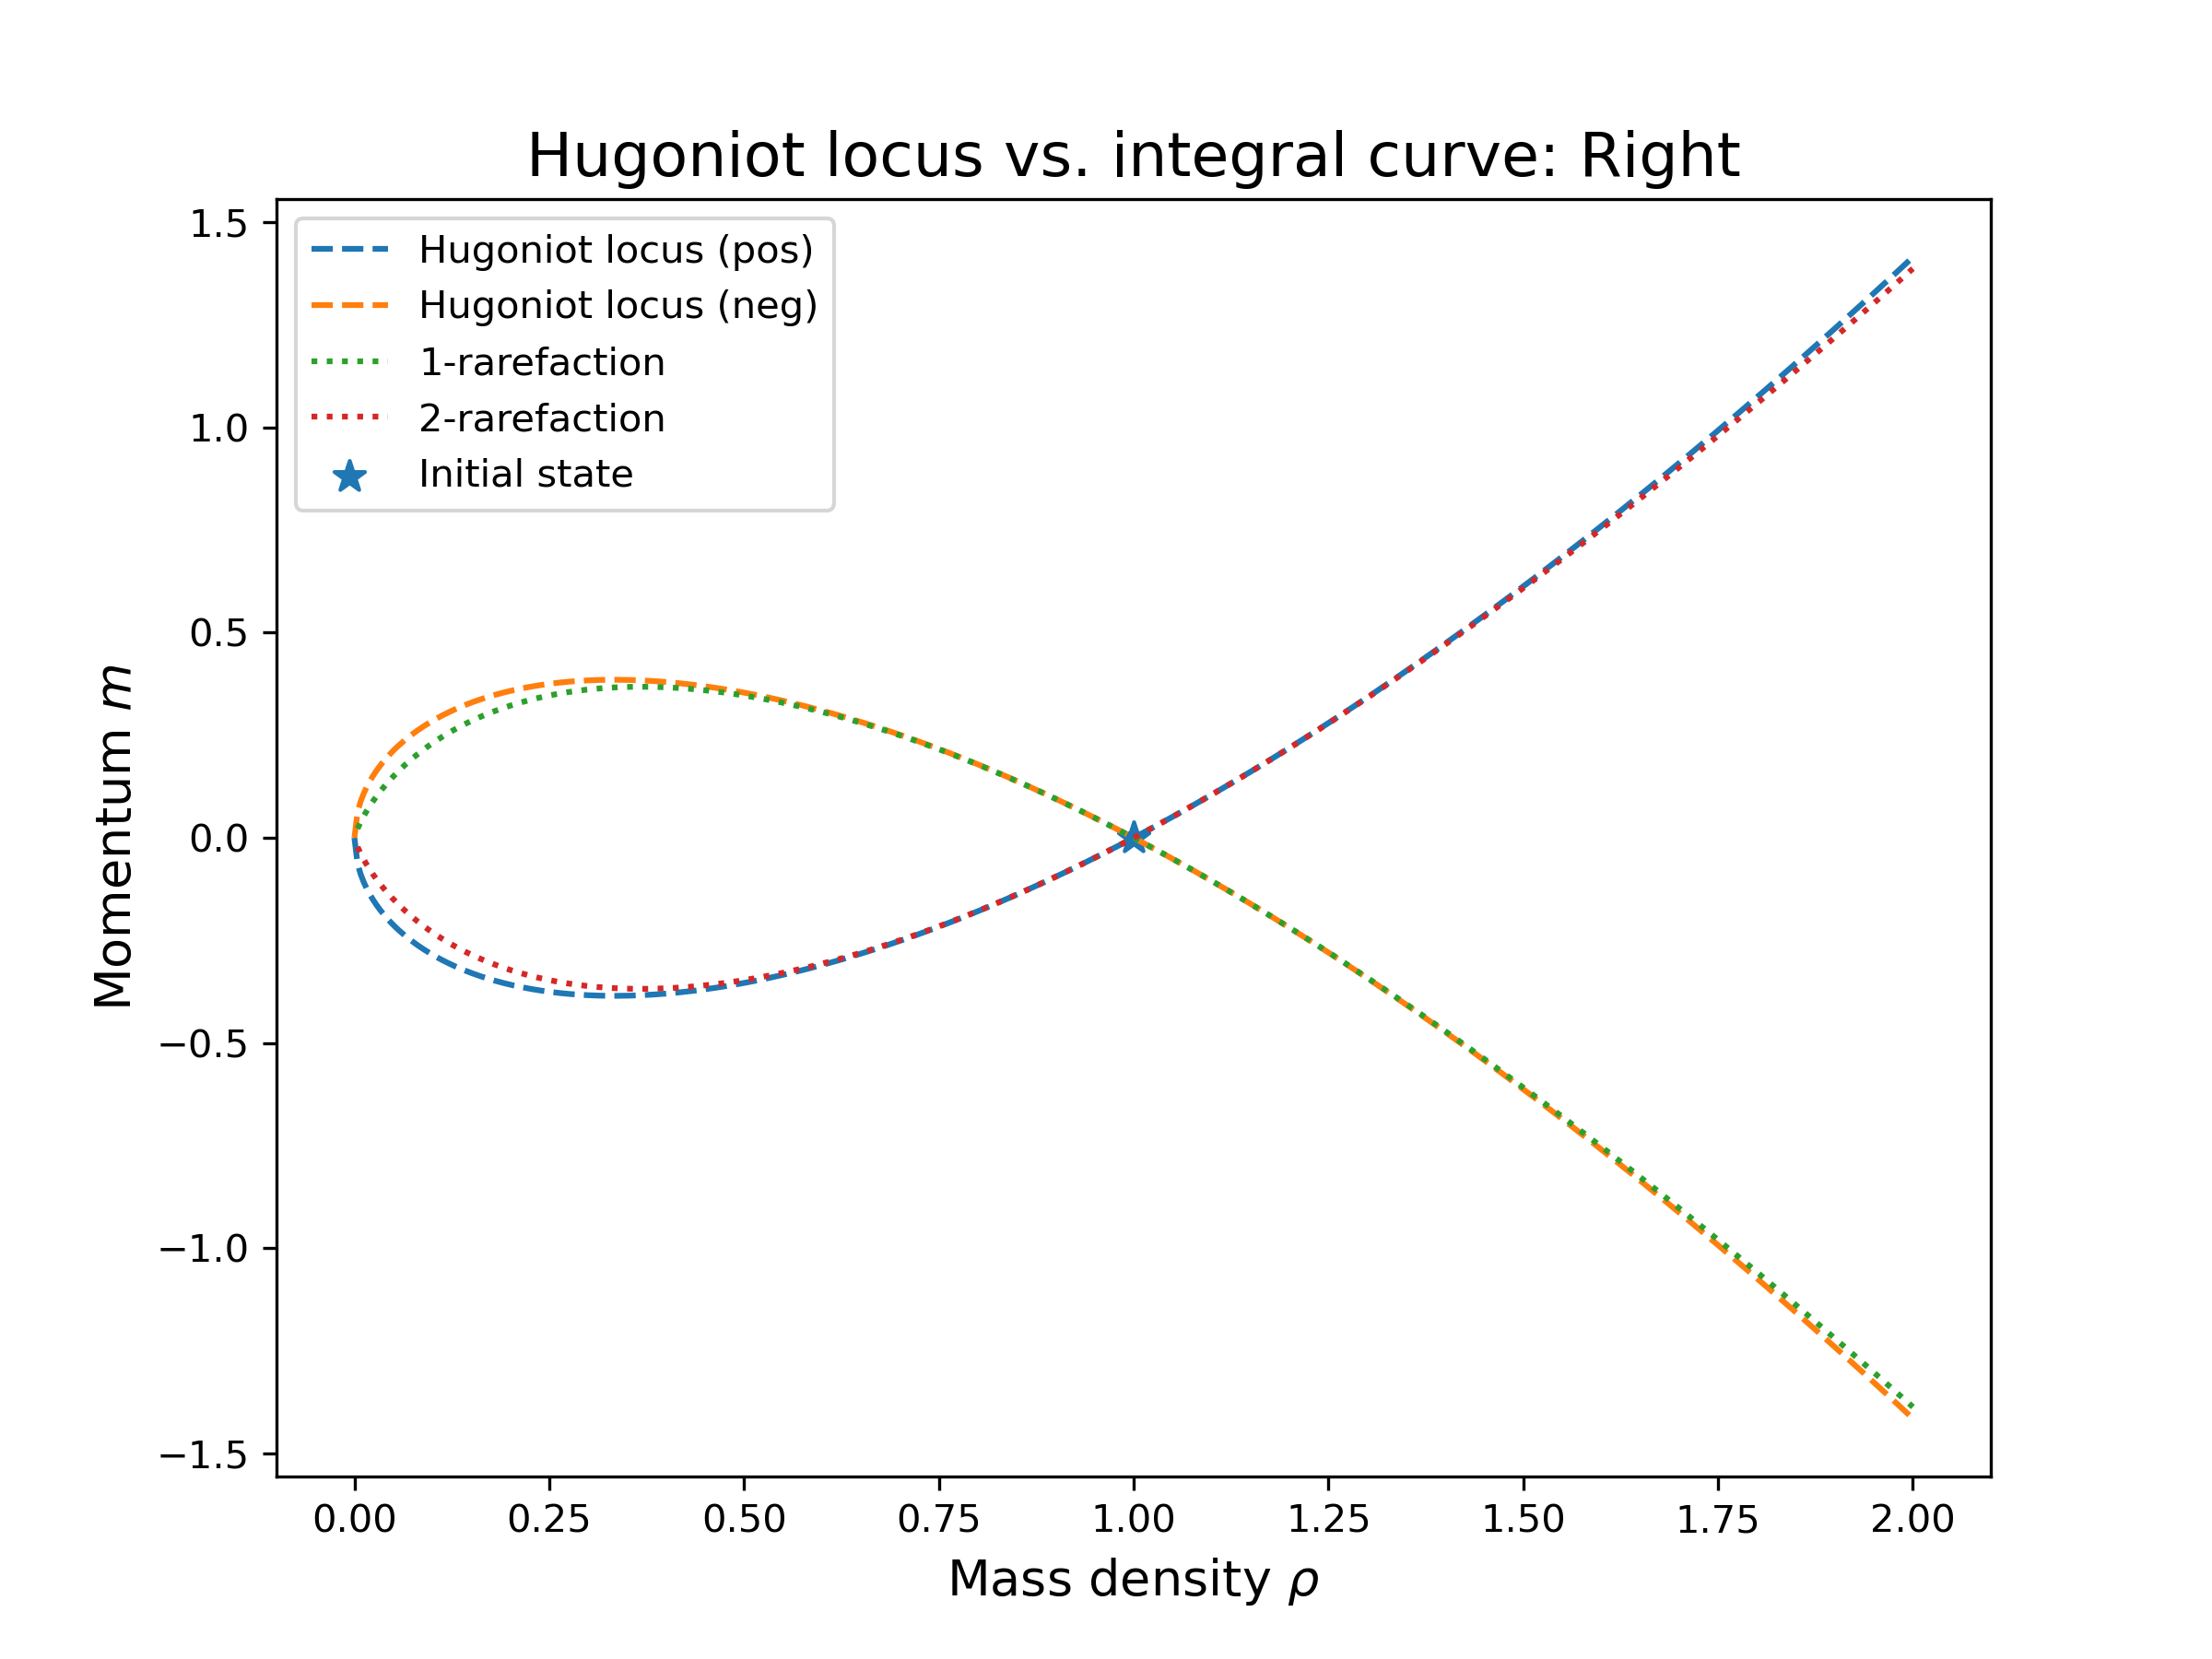 Hugoniot locus vs. integral curve: Right
1.5
1.0
0.5
0.0
−0.5
−1.0
−1.5
Momentum m
Hugoniot locus (pos)
Hugoniot locus (neg)
1-rarefaction
2-rarefaction
Initial state
0.00 0.25 0.50 0.75 1.00 1.25 1.50 1.75 2.00
Mass density ρ